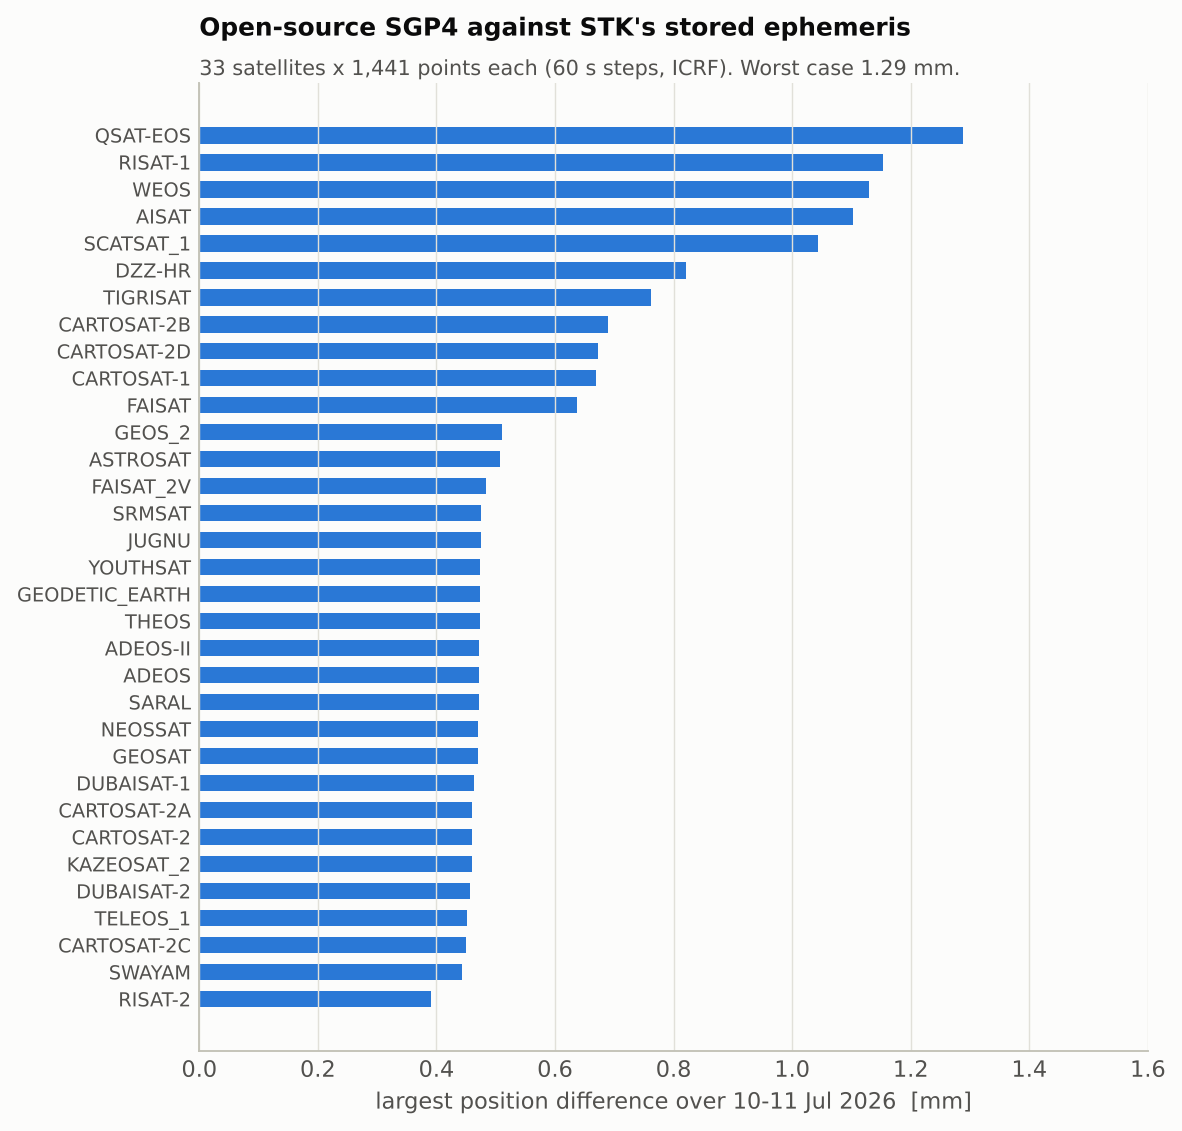 Open-source SGP4 against STK's stored ephemeris
33 satellites x 1,441 points each (60 s steps, ICRF). Worst case 1.29 mm.
QSAT-EOS
RISAT-1
WEOS
AISAT
SCATSAT_1
DZZ-HR
TIGRISAT
CARTOSAT-2B
CARTOSAT-2D
CARTOSAT-1
FAISAT
GEOS_2
ASTROSAT
FAISAT_2V
SRMSAT
JUGNU
YOUTHSAT
GEODETIC_EARTH
THEOS
ADEOS-II
ADEOS
SARAL
NEOSSAT
GEOSAT
DUBAISAT-1
CARTOSAT-2A
CARTOSAT-2
KAZEOSAT_2
DUBAISAT-2
TELEOS_1
CARTOSAT-2C
SWAYAM
RISAT-2
0.0 0.2 0.4 0.6 0.8 1.0 1.2 1.4 1.6
largest position difference over 10-11 Jul 2026 [mm]